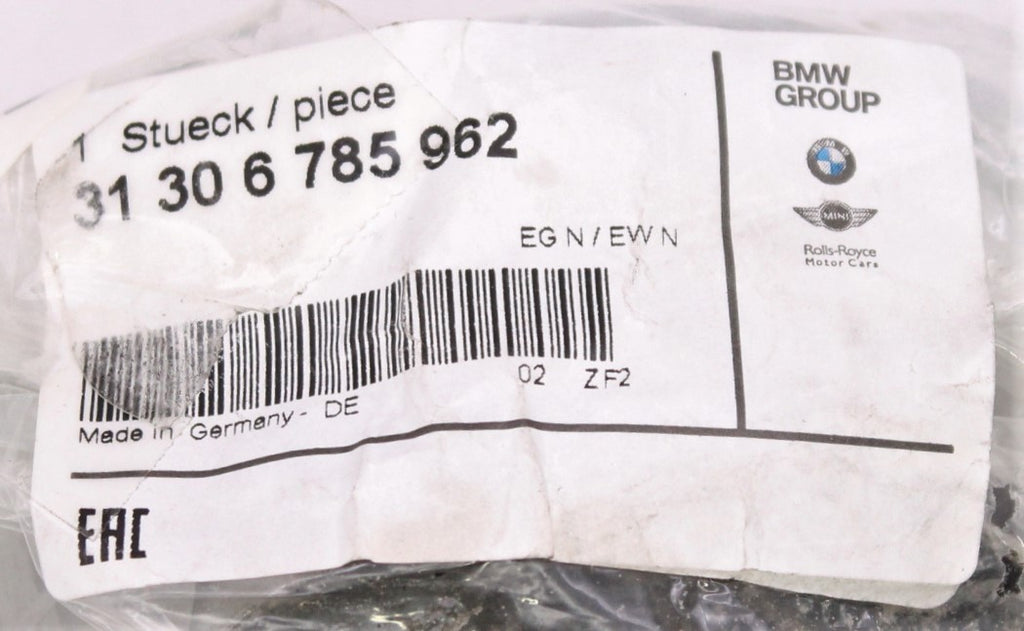 1 Stueck / piece
31 30 6 785 962
EG N / EW N
02 ZF2
Made in Germany - DE
EAC
BMW
GROUP
BMW
MINI
Rolls-Royce
Motor Cars